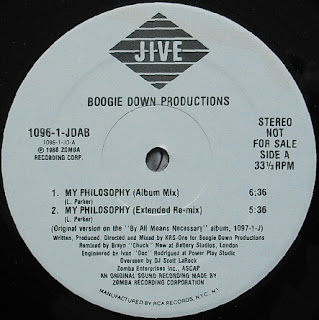 JIVE
BOOGIE DOWN PRODUCTIONS
1096-1-JDAB
1096-1-JD-A
℗ 1988 ZOMBA
RECORDING CORP.
STEREO
NOT
FOR SALE
SIDE A
33⅓ RPM
1. MY PHILOSOPHY (Album Mix) 6:36
(L. Parker)
2. MY PHILOSOPHY (Extended Re-mix) 5:36
(L. Parker)
(Original version on the "By All Means Necessary" album, 1097-1-J)
Written, Produced Directed and Mixed by KRS-One for Boogie Down Productions
Remixed by Bryan "Chuck" New at Battery Studios, London
Engineered by Ivan "Doc" Rodriguez at Power Play Studio
Overseen by DJ Scott LaRock
Zomba Enterprises Inc., ASCAP
AN ORIGINAL SOUND RECORDING MADE BY
ZOMBA RECORDING CORPORATION
MANUFACTURED BY RCA RECORDS, N.Y.C., N.Y.